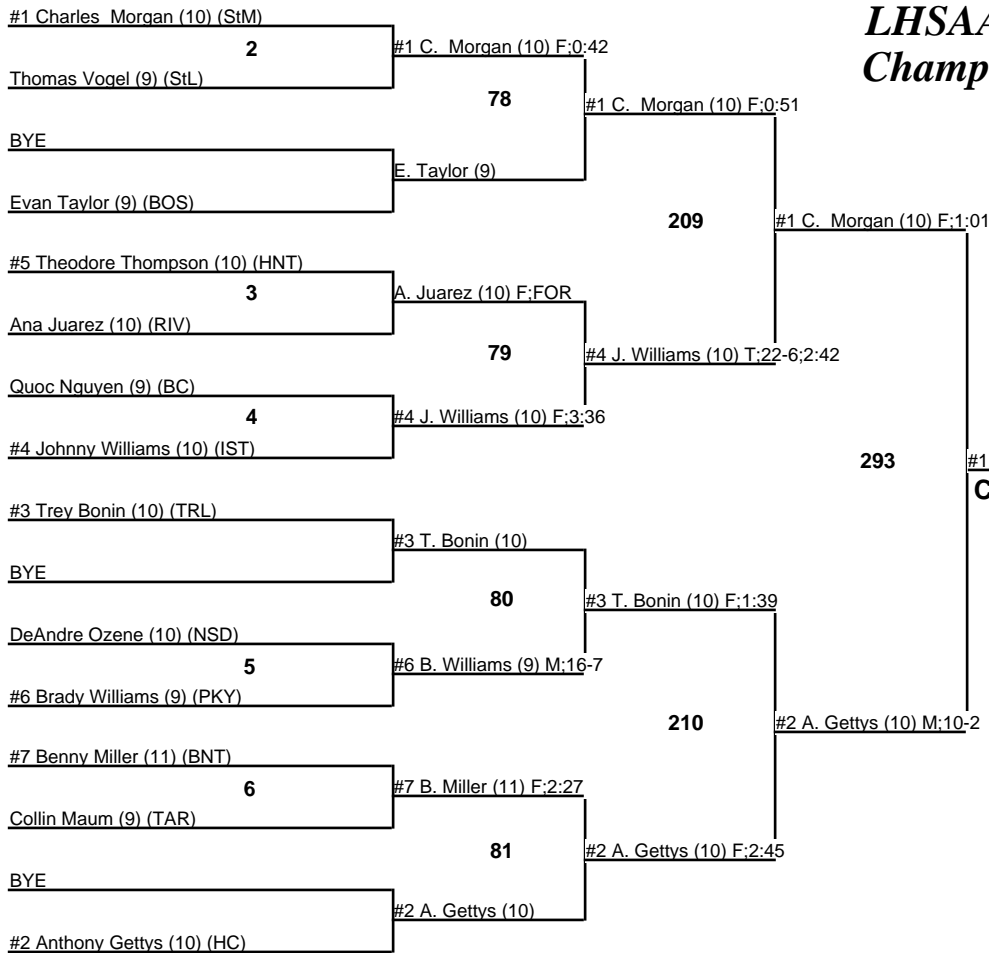 #1 Charles Morgan (10) (StM)
2
Thomas Vogel (9) (StL)
BYE
Evan Taylor (9) (BOS)
#5 Theodore Thompson (10) (HNT)
3
Ana Juarez (10) (RIV)
Quoc Nguyen (9) (BC)
4
#4 Johnny Williams (10) (IST)
#3 Trey Bonin (10) (TRL)
BYE
DeAndre Ozene (10) (NSD)
5
#6 Brady Williams (9) (PKY)
#7 Benny Miller (11) (BNT)
6
Collin Maum (9) (TAR)
BYE
#2 Anthony Gettys (10) (HC)
#1 C. Morgan (10) F;0:42
78
E. Taylor (9)
A. Juarez (10) F;FOR
79
#4 J. Williams (10) F;3:36
#3 T. Bonin (10)
80
#6 B. Williams (9) M;16-7
#7 B. Miller (11) F;2:27
81
#2 A. Gettys (10)
#1 C. Morgan (10) F;0:51
209
#4 J. Williams (10) T;22-6;2:42
#3 T. Bonin (10) F;1:39
210
#2 A. Gettys (10) F;2:45
#1 C. Morgan (10) F;1:01
293
#2 A. Gettys (10) M;10-2
LHSAA
Champ
#1
C